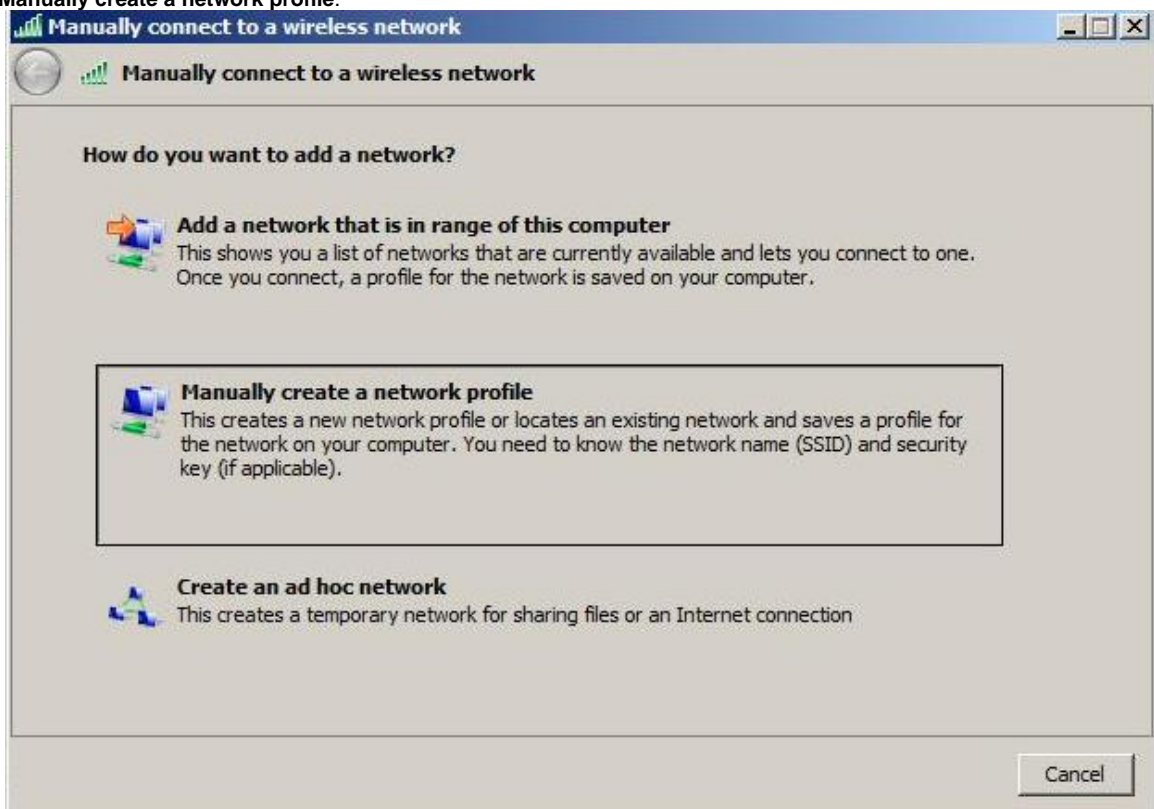 Manually create a network profile.
Manually connect to a wireless network
Manually connect to a wireless network
How do you want to add a network?
Add a network that is in range of this computer
This shows you a list of networks that are currently available and lets you connect to one.
Once you connect, a profile for the network is saved on your computer.
Manually create a network profile
This creates a new network profile or locates an existing network and saves a profile for
the network on your computer. You need to know the network name (SSID) and security
key (if applicable).
Create an ad hoc network
This creates a temporary network for sharing files or an Internet connection
Cancel